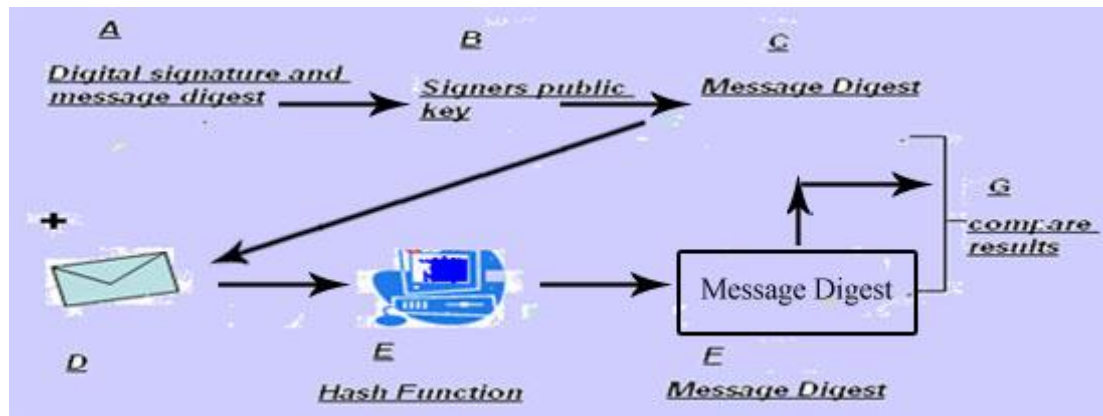 A
B
C
Digital signature and
message digest
Signers public
key
Message Digest
+
G
compare
results
Message Digest
D
E
F
Hash Function
Message Digest